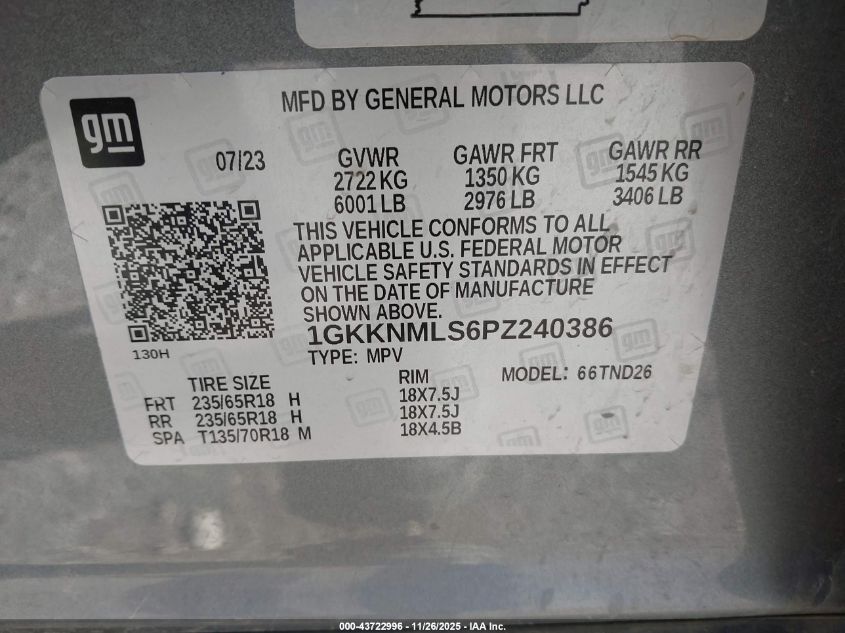 gm
MFD BY GENERAL MOTORS LLC
07/23
GVWR GAWR FRT GAWR RR
2722 KG 1350 KG 1545 KG
6001 LB 2976 LB 3406 LB
THIS VEHICLE CONFORMS TO ALL
APPLICABLE U.S. FEDERAL MOTOR
VEHICLE SAFETY STANDARDS IN EFFECT
ON THE DATE OF MANUFACTURE
SHOWN ABOVE.
1GKKNMLS6PZ240386
130H
TYPE: MPV
TIRE SIZE RIM MODEL: 66TND26
FRT 235/65R18 H 18X7.5J
RR 235/65R18 H 18X7.5J
SPA T135/70R18 M 18X4.5B
000-43722996 - 11/26/2025 - IAA Inc.